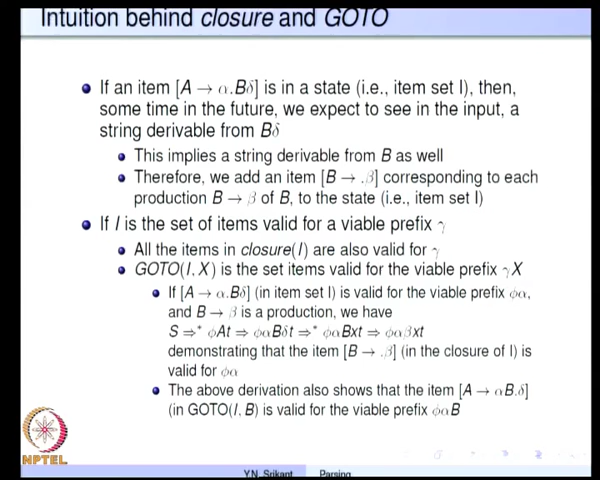 Intuition behind closure and GOTO
If an item [A → α.Bδ] is in a state (i.e., item set I), then,
some time in the future, we expect to see in the input, a
string derivable from Bδ
This implies a string derivable from B as well
Therefore, we add an item [B → .β] corresponding to each
production B → β of B, to the state (i.e., item set I)
If I is the set of items valid for a viable prefix γ
All the items in closure(I) are also valid for γ
GOTO(I, X) is the set items valid for the viable prefix γX
If [A → α.Bδ] (in item set I) is valid for the viable prefix φα,
and B → β is a production, we have
S ⇒* φAt ⇒ φαBδt ⇒* φαBxt ⇒ φαβxt
demonstrating that the item [B → .β] (in the closure of I) is
valid for φα
The above derivation also shows that the item [A → αB.δ]
(in GOTO(I, B) is valid for the viable prefix φαB
NPTEL
Y.N. Srikant Parsing